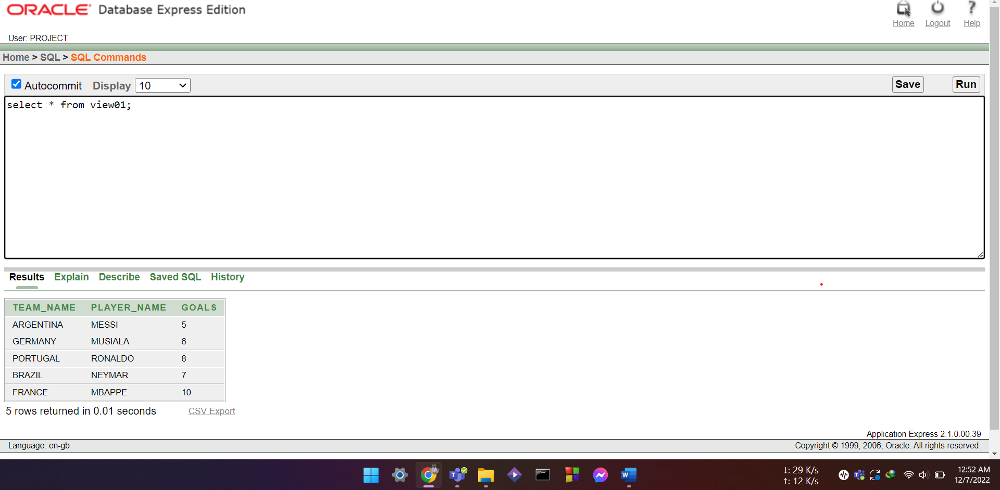 ORACLE® Database Express Edition
Home Logout Help
User: PROJECT
Home > SQL > SQL Commands
Autocommit Display 10 Save Run
select * from view01;
Results Explain Describe Saved SQL History
TEAM_NAME PLAYER_NAME GOALS
ARGENTINA MESSI 5
GERMANY MUSIALA 6
PORTUGAL RONALDO 8
BRAZIL NEYMAR 7
FRANCE MBAPPE 10
5 rows returned in 0.01 seconds CSV Export
Application Express 2.1.0.00.39
Language: en-gb Copyright © 1999, 2006, Oracle. All rights reserved.
↓: 29 K/s 12:52 AM
↑: 12 K/s 12/7/2022